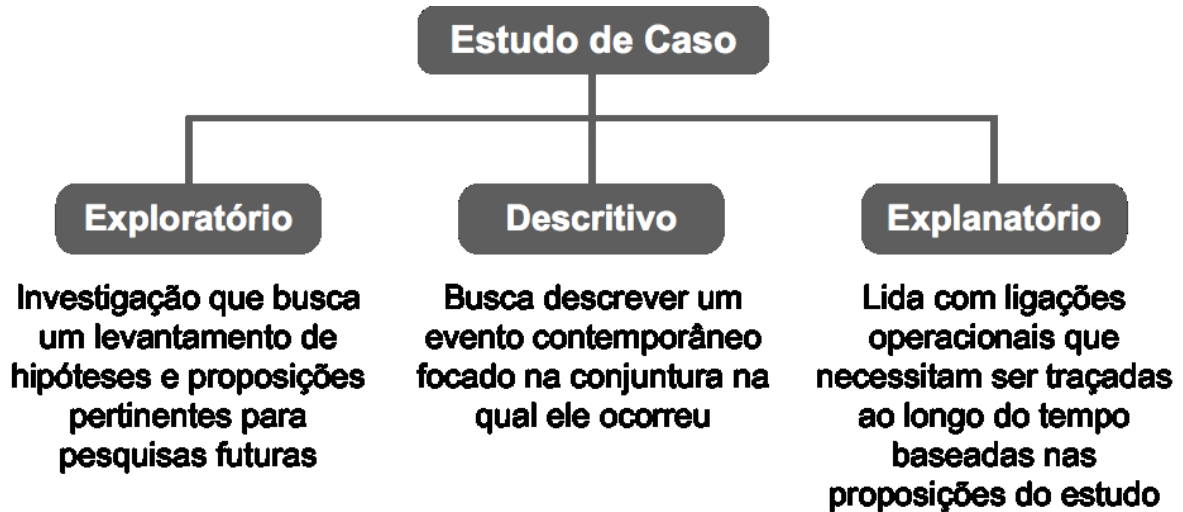 Estudo de Caso
Exploratório
Investigação que busca
um levantamento de
hipóteses e proposições
pertinentes para
pesquisas futuras
Descritivo
Busca descrever um
evento contemporâneo
focado na conjuntura na
qual ele ocorreu
Explanatório
Lida com ligações
operacionais que
necessitam ser traçadas
ao longo do tempo
baseadas nas
proposições do estudo